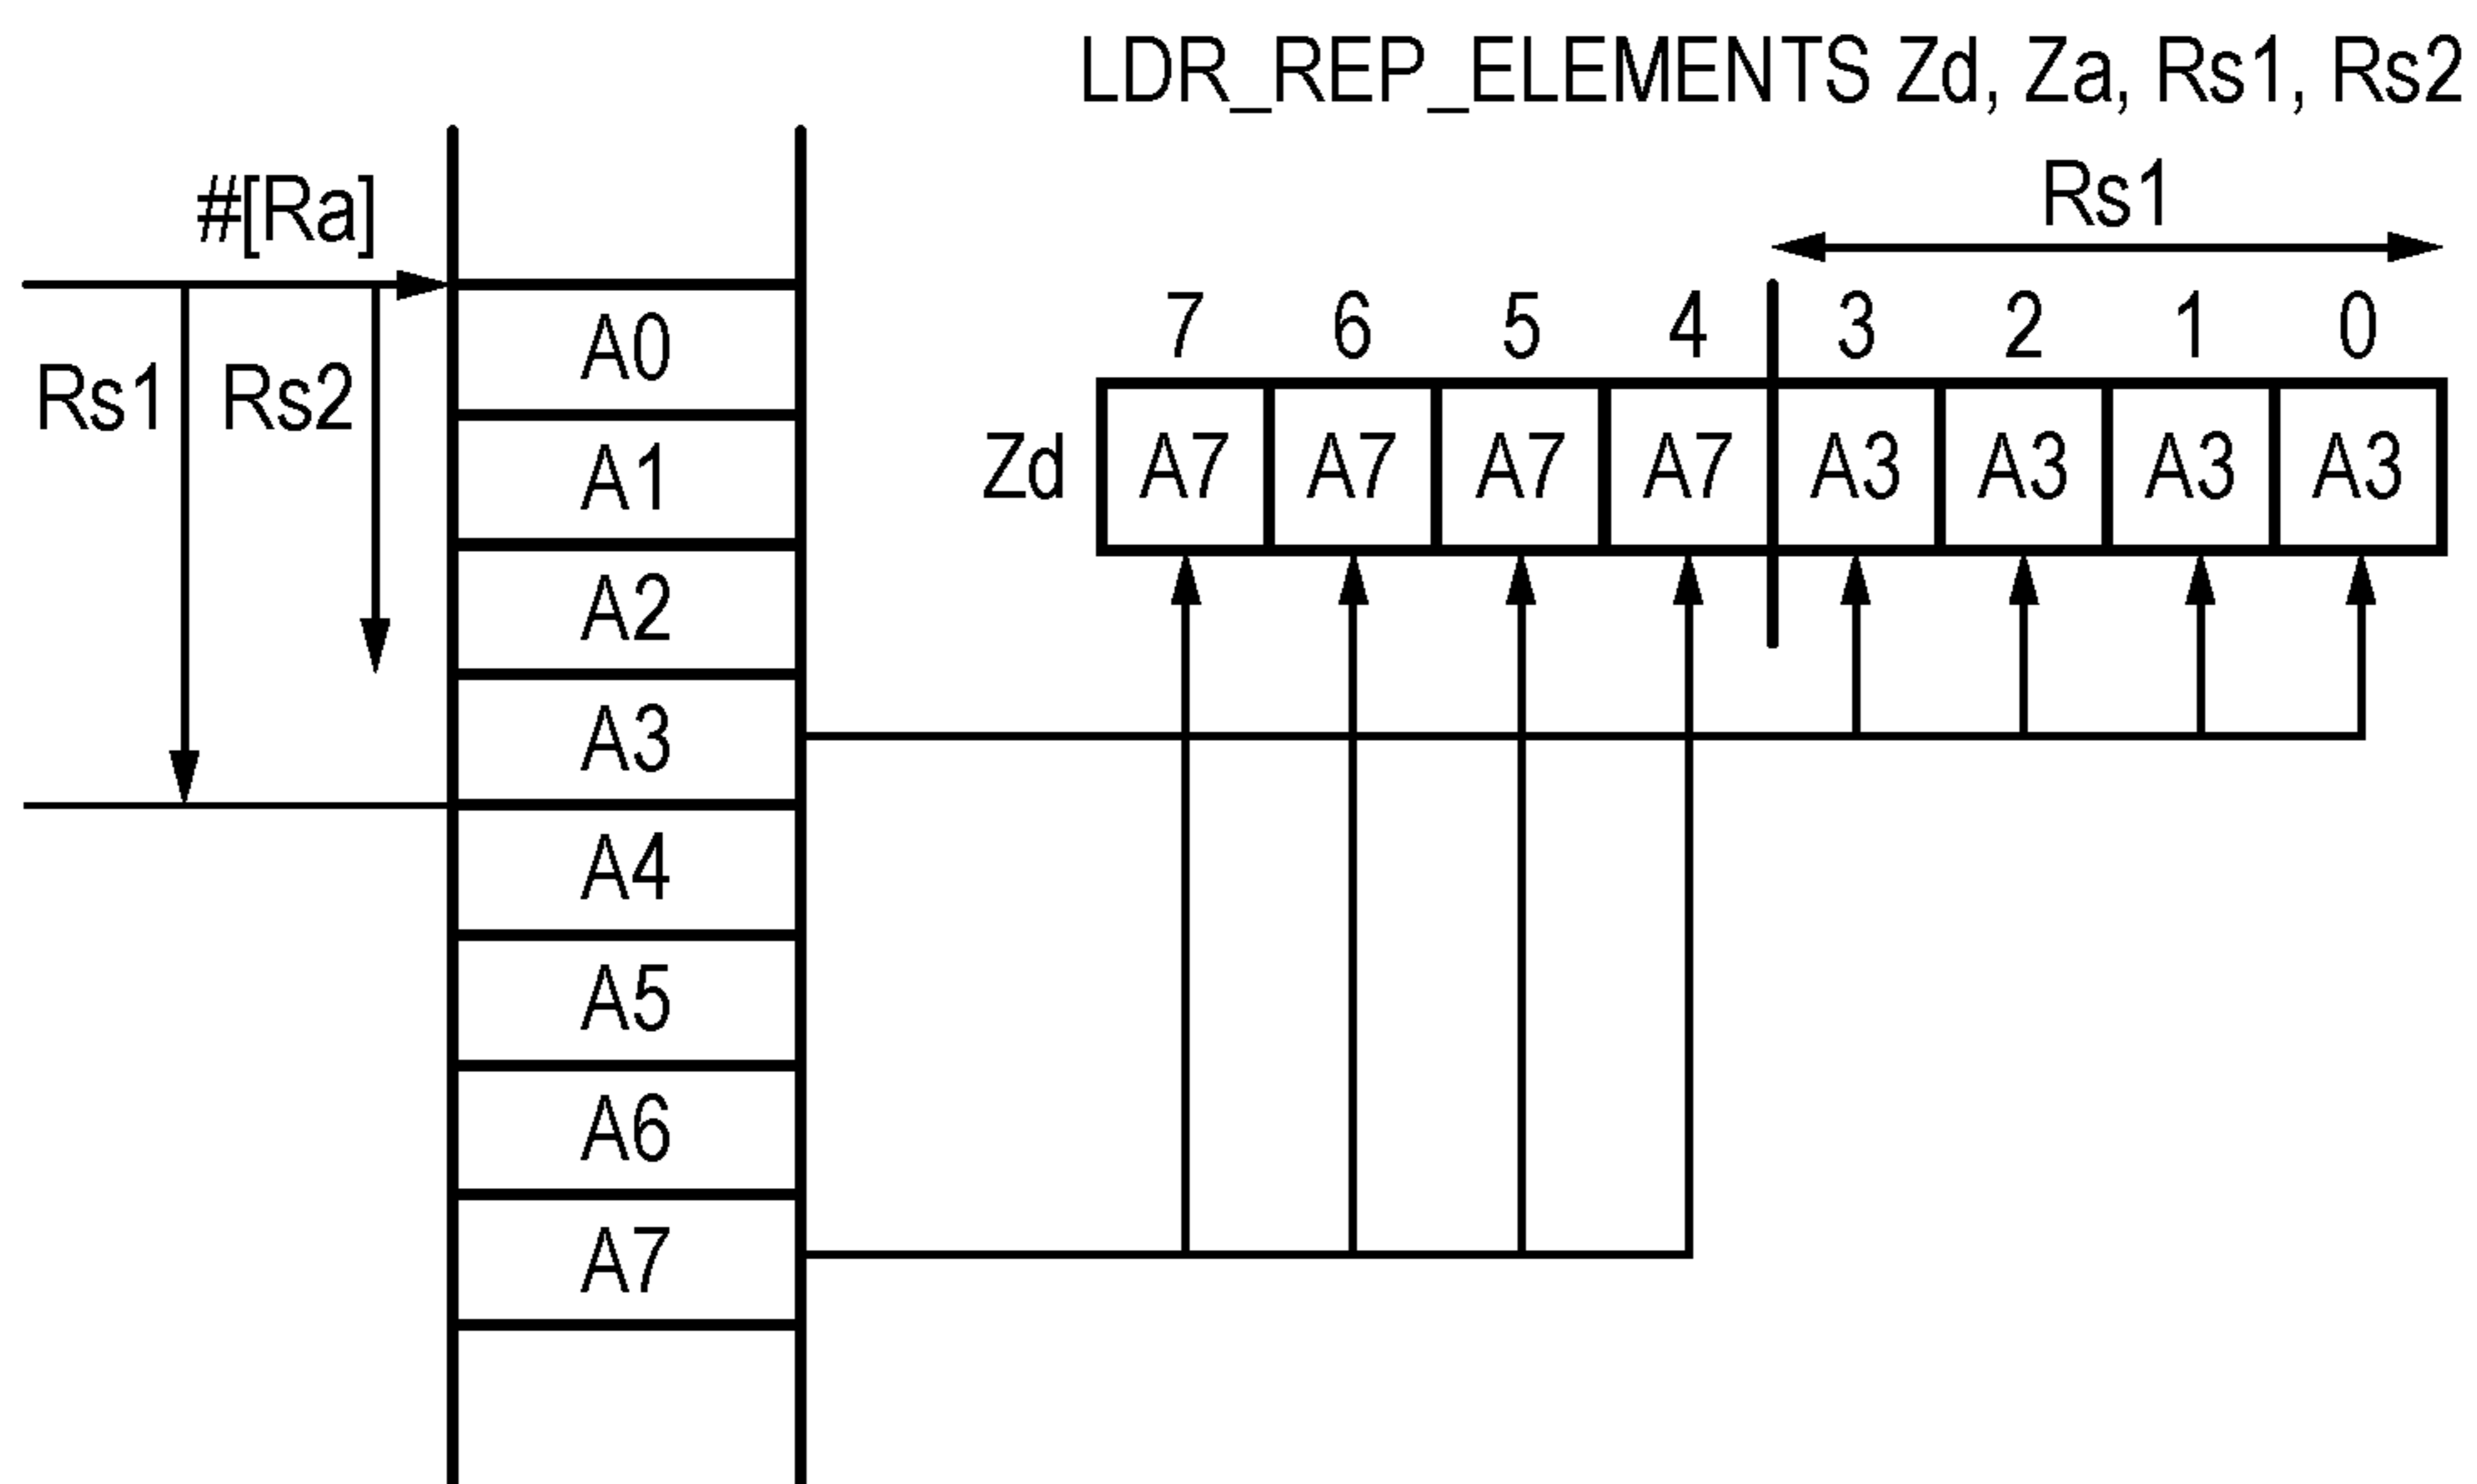 LDR_REP_ELEMENTS Zd, Za, Rs1, Rs2
#[Ra]
Rs1
Rs1 Rs2
7 6 5 4 3 2 1 0
Zd A7 A7 A7 A7 A3 A3 A3 A3
A0
A1
A2
A3
A4
A5
A6
A7